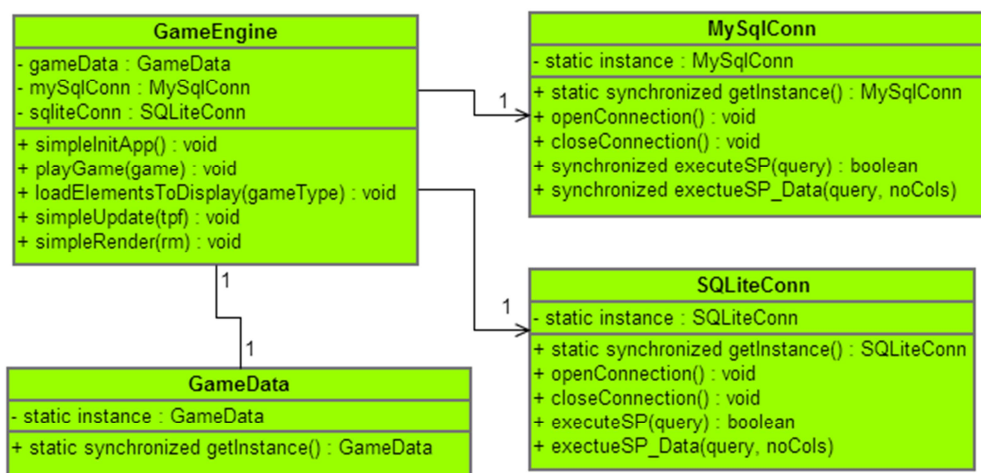 GameEngine
- gameData : GameData
- mySqlConn : MySqlConn
- sqliteConn : SQLiteConn
+ simpleInitApp() : void
+ playGame(game) : void
+ loadElementsToDisplay(gameType) : void
+ simpleUpdate(tpf) : void
+ simpleRender(rm) : void
1
MySqlConn
- static instance : MySqlConn
+ static synchronized getInstance() : MySqlConn
+ openConnection() : void
+ closeConnection() : void
+ synchronized executeSP(query) : boolean
+ synchronized exectueSP_Data(query, noCols)
1
SQLiteConn
- static instance : SQLiteConn
+ static synchronized getInstance() : SQLiteConn
+ openConnection() : void
+ closeConnection() : void
+ executeSP(query) : boolean
+ exectueSP_Data(query, noCols)
1
1
GameData
- static instance : GameData
+ static synchronized getInstance() : GameData